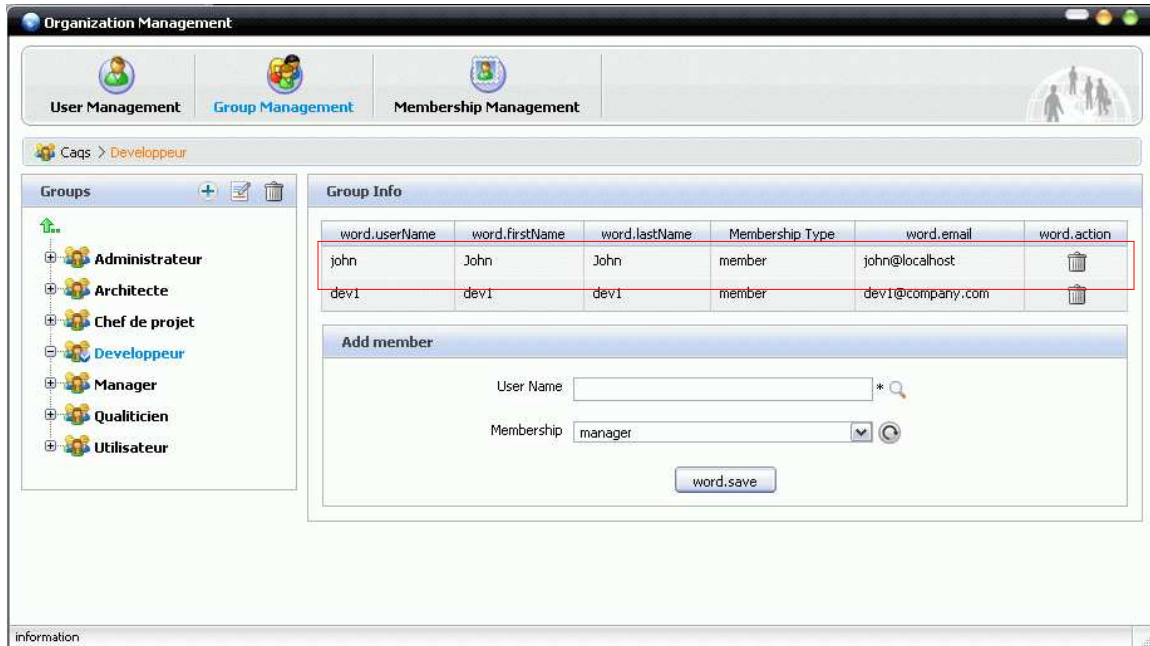 Organization Management
User Management Group Management Membership Management
Caqs > Developpeur
Groups
Administrateur
Architecte
Chef de projet
Developpeur
Manager
Qualiticien
Utilisateur
Group Info
word.userName word.firstName word.lastName Membership Type word.email word.action
john John John member john@localhost
dev1 dev1 dev1 member dev1@company.com
Add member
User Name *
Membership manager
word.save
information